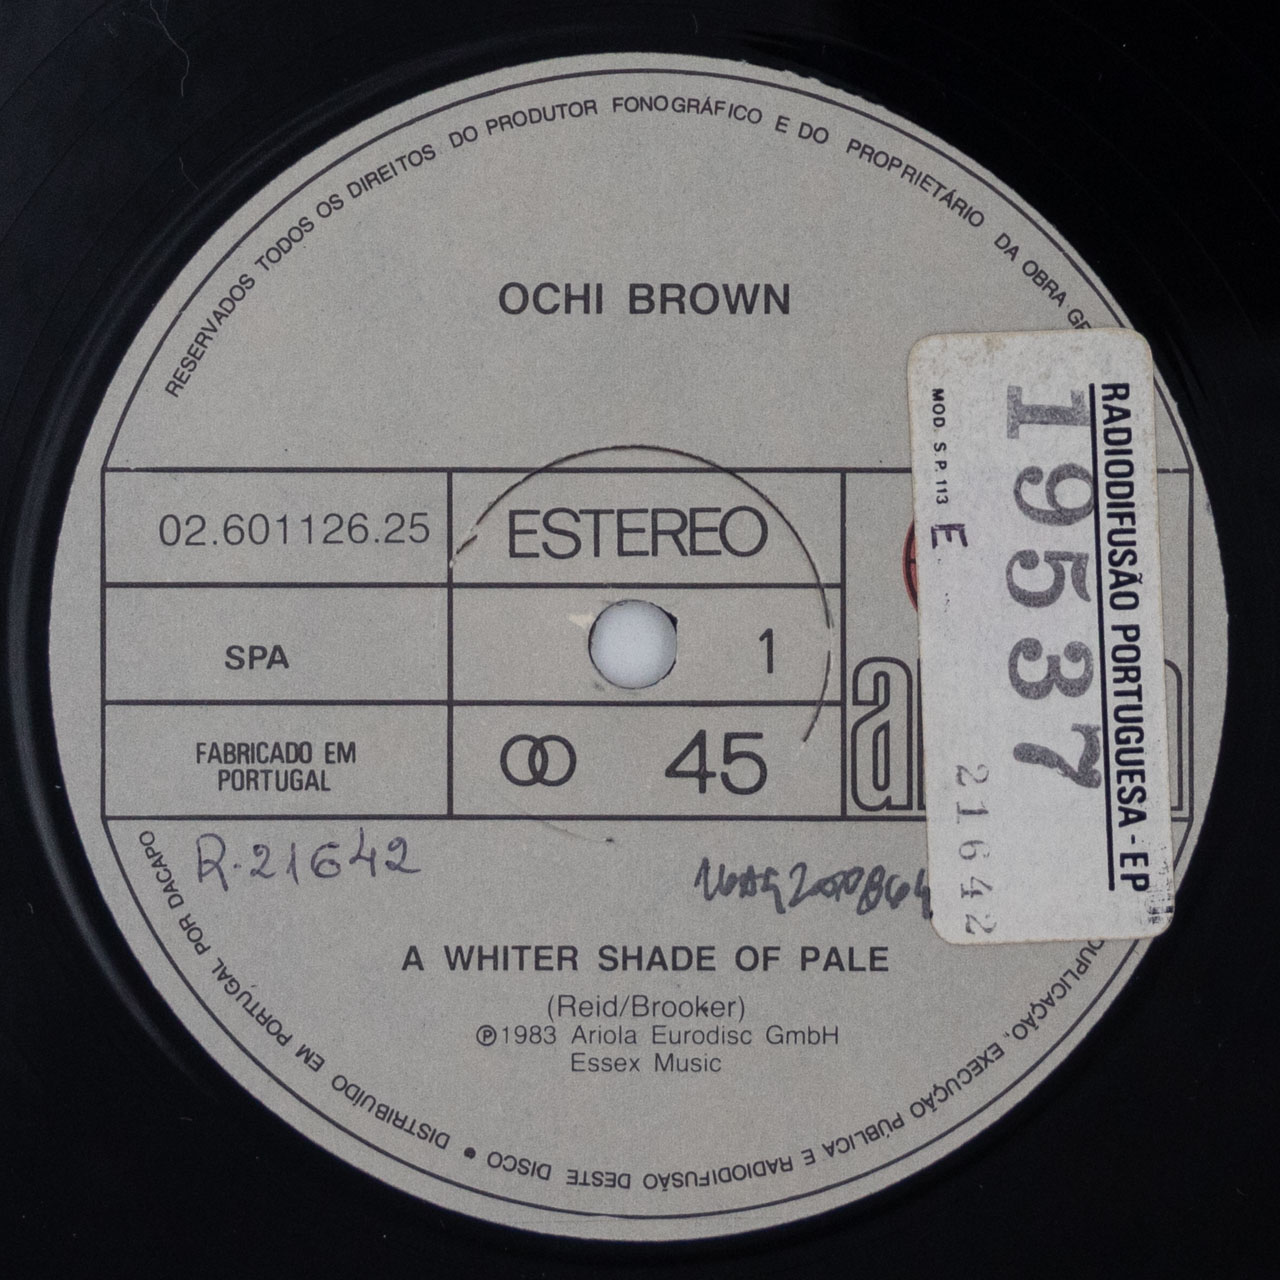 RESERVADOS TODOS OS DIREITOS DO PRODUTOR FONOGRÁFICO E DO PROPRIETÁRIO DA OBRA
OCHI BROWN
02.601126.25
ESTEREO
SPA
1
FABRICADO EM
PORTUGAL
45
RADIODIFUSÃO PORTUGUESA - EP
19537
21642
MOD. S.P. 113
E
R-21642
A WHITER SHADE OF PALE
(Reid/Brooker)
℗1983 Ariola Eurodisc GmbH
Essex Music
DUPLICAÇÃO, EXECUÇÃO PÚBLICA E RADIODIFUSÃO DESTE DISCO • DISTRIBUÍDO EM PORTUGAL POR DACAPO